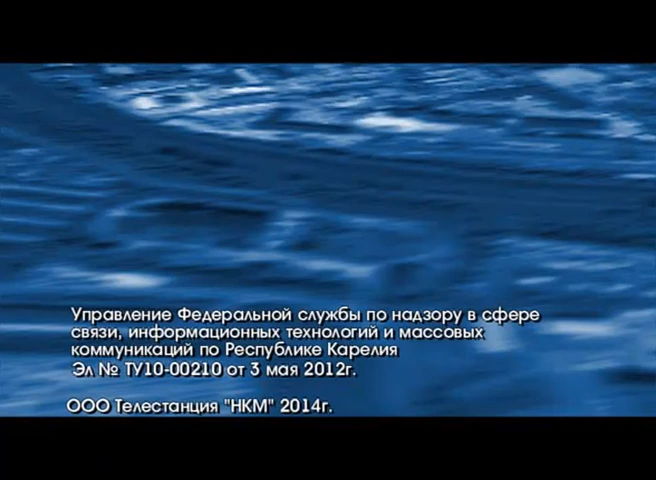 Управление Федеральной службы по надзору в сфере
связи, информационных технологий и массовых
коммуникаций по Республике Карелия
Эл № ТУ10-00210 от 3 мая 2012г.
ООО Телестанция "НКМ" 2014г.